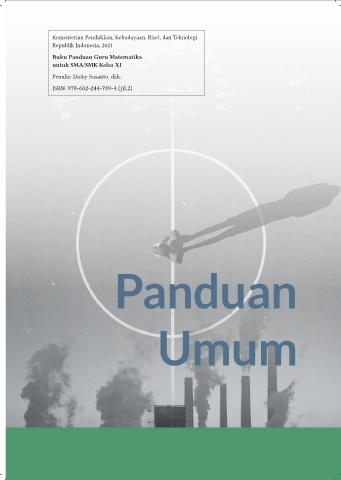 Kementerian Pendidikan, Kebudayaan, Riset, dan Teknologi
Republik Indonesia, 2021
Buku Panduan Guru Matematika
untuk SMA/SMK Kelas XI
Penulis: Dicky Susanto, dkk.
ISBN: 978-602-244-789-4 (jil.2)
Panduan
Umum